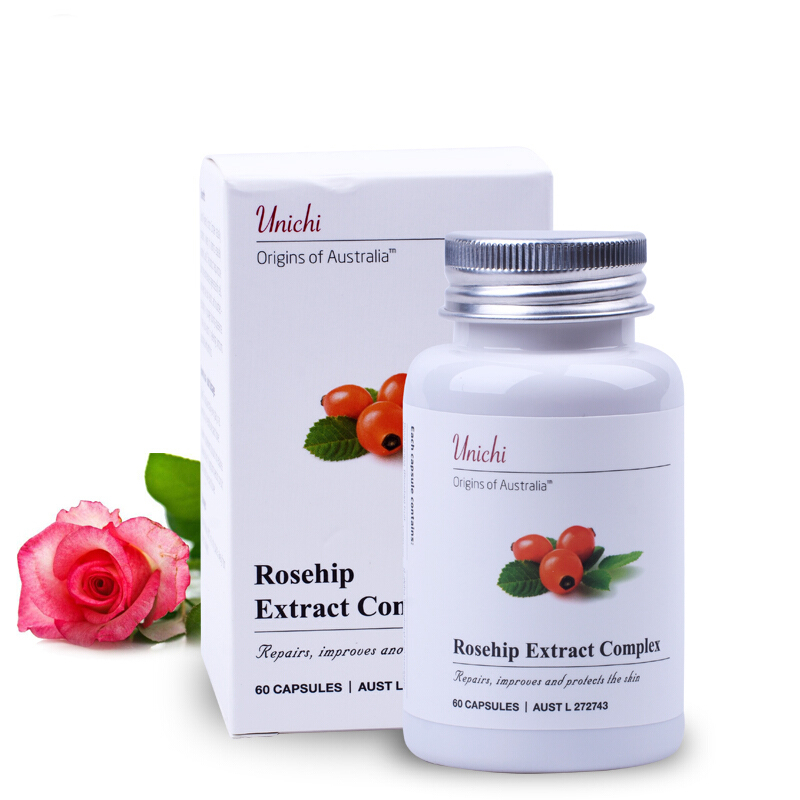 Unichi
Origins of Australia™
Rosehip
Extract Com
Repairs, improves and
60 CAPSULES | AUST L
Each capsule contains:
Unichi
Origins of Australia™
Rosehip Extract Complex
Repairs, improves and protects the skin
60 CAPSULES | AUST L 272743